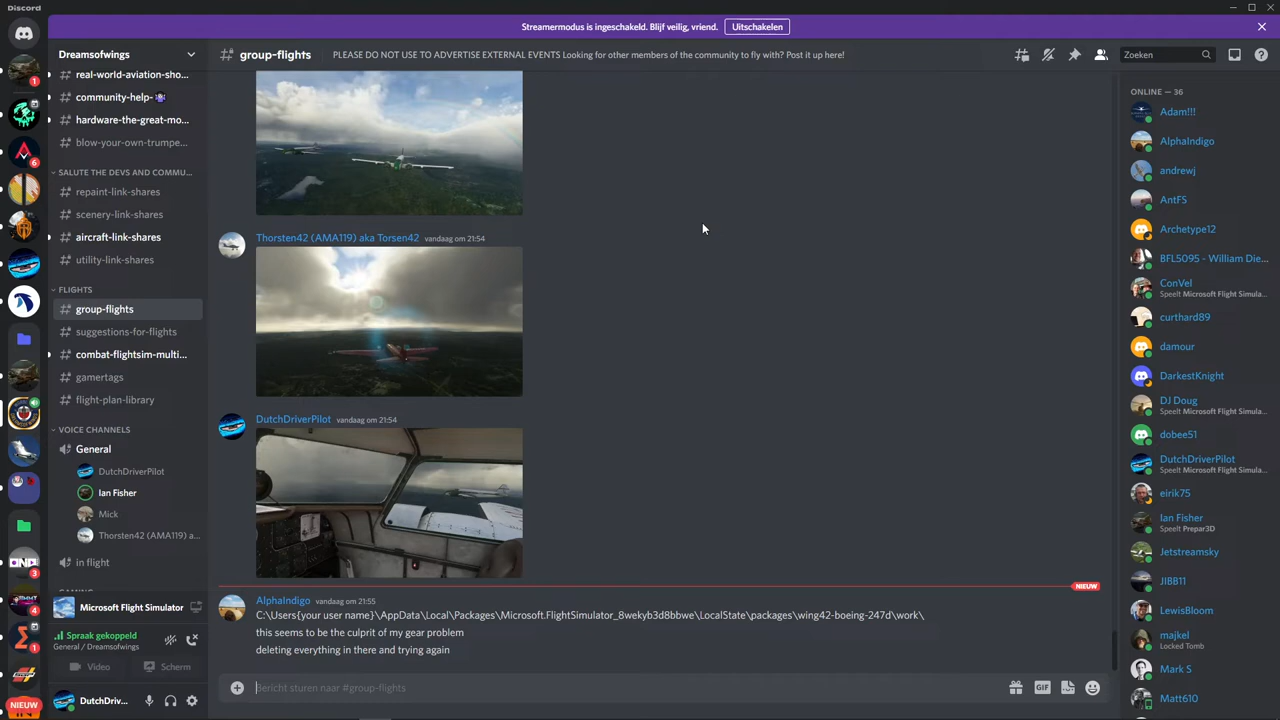 Discord
Streamermodus is ingeschakeld. Blijf veilig, vriend.
Uitschakelen
Dreamsofwings
group-flights
PLEASE DO NOT USE TO ADVERTISE EXTERNAL EVENTS Looking for other members of the community to fly with? Post it up here!
Zoeken
real-world-aviation-sho...
community-help-
hardware-the-great-mo...
blow-your-own-trumpe...
SALUTE THE DEVS AND COMMU...
repaint-link-shares
scenery-link-shares
aircraft-link-shares
utility-link-shares
FLIGHTS
group-flights
suggestions-for-flights
combat-flightsim-multi...
gamertags
flight-plan-library
VOICE CHANNELS
General
DutchDriverPilot
Ian Fisher
Mick
Thorsten42 (AMA119) a...
in flight
Microsoft Flight Simulator
Spraak gekoppeld
General / Dreamsofwings
Video
Scherm
DutchDriv...
1
6
3
4
1
NIEUW
Thorsten42 (AMA119) aka Torsen42 vandaag om 21:54
DutchDriverPilot vandaag om 21:54
NIEUW
AlphaIndigo vandaag om 21:55
C:\Users{your user name}\AppData\Local\Packages\Microsoft.FlightSimulator_8wekyb3d8bbwe\LocalState\packages\wing42-boeing-247d\work\
this seems to be the culprit of my gear problem
deleting everything in there and trying again
Bericht sturen naar #group-flights
GIF
ONLINE — 36
Adam!!!
AlphaIndigo
andrewj
AntFS
Archetype12
BFL5095 - William Die...
ConVel
Speelt Microsoft Flight Simula...
curthard89
damour
DarkestKnight
DJ Doug
Speelt Microsoft Flight Simula...
dobee51
DutchDriverPilot
Speelt Microsoft Flight Simula...
eirik75
Ian Fisher
Speelt Prepar3D
Jetstreamsky
JIBB11
LewisBloom
majkel
Locked Tomb
Mark S
Matt610